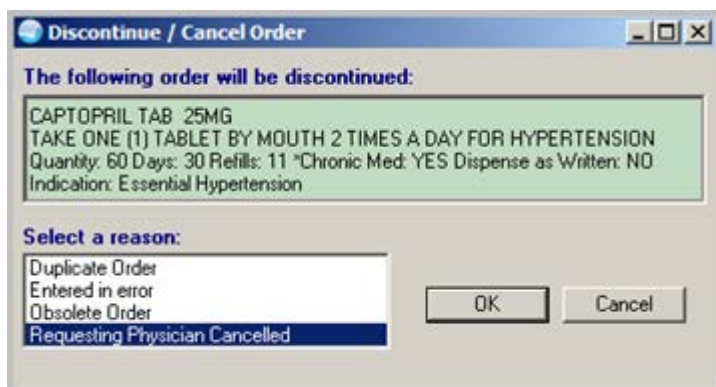 Discontinue / Cancel Order
The following order will be discontinued:
CAPTOPRIL TAB 25MG
TAKE ONE (1) TABLET BY MOUTH 2 TIMES A DAY FOR HYPERTENSION
Quantity: 60 Days: 30 Refills: 11 *Chronic Med: YES Dispense as Written: NO
Indication: Essential Hypertension
Select a reason:
Duplicate Order
Entered in error
Obsolete Order
Requesting Physician Cancelled
OK Cancel